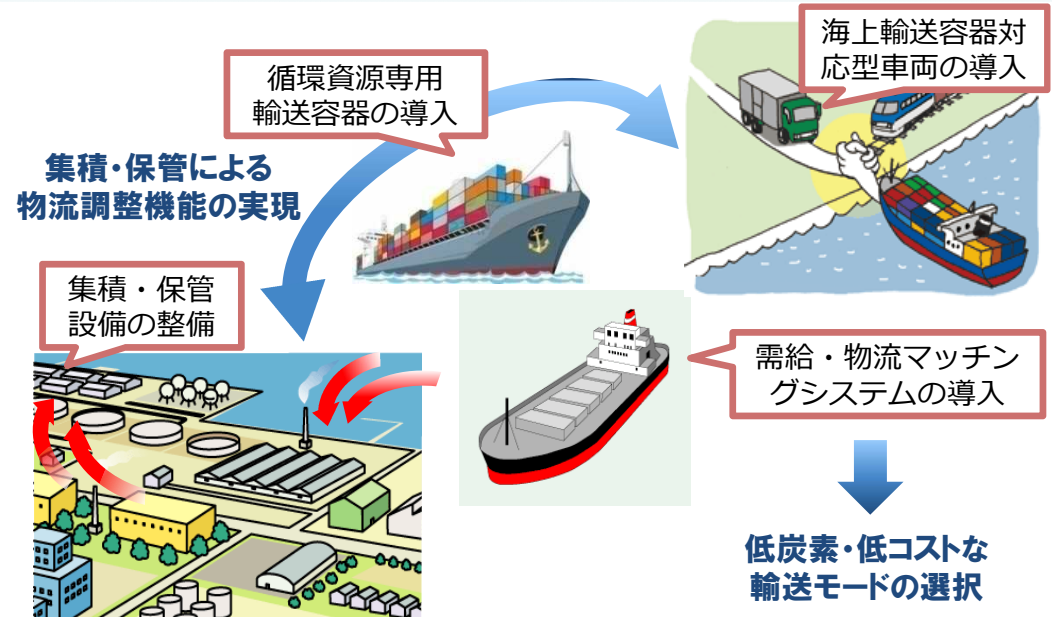 海上輸送容器対
応型車両の導入
循環資源専用
輸送容器の導入
集積・保管による
物流調整機能の実現
集積・保管
設備の整備
需給・物流マッチン
グシステムの導入
低炭素・低コストな
輸送モードの選択